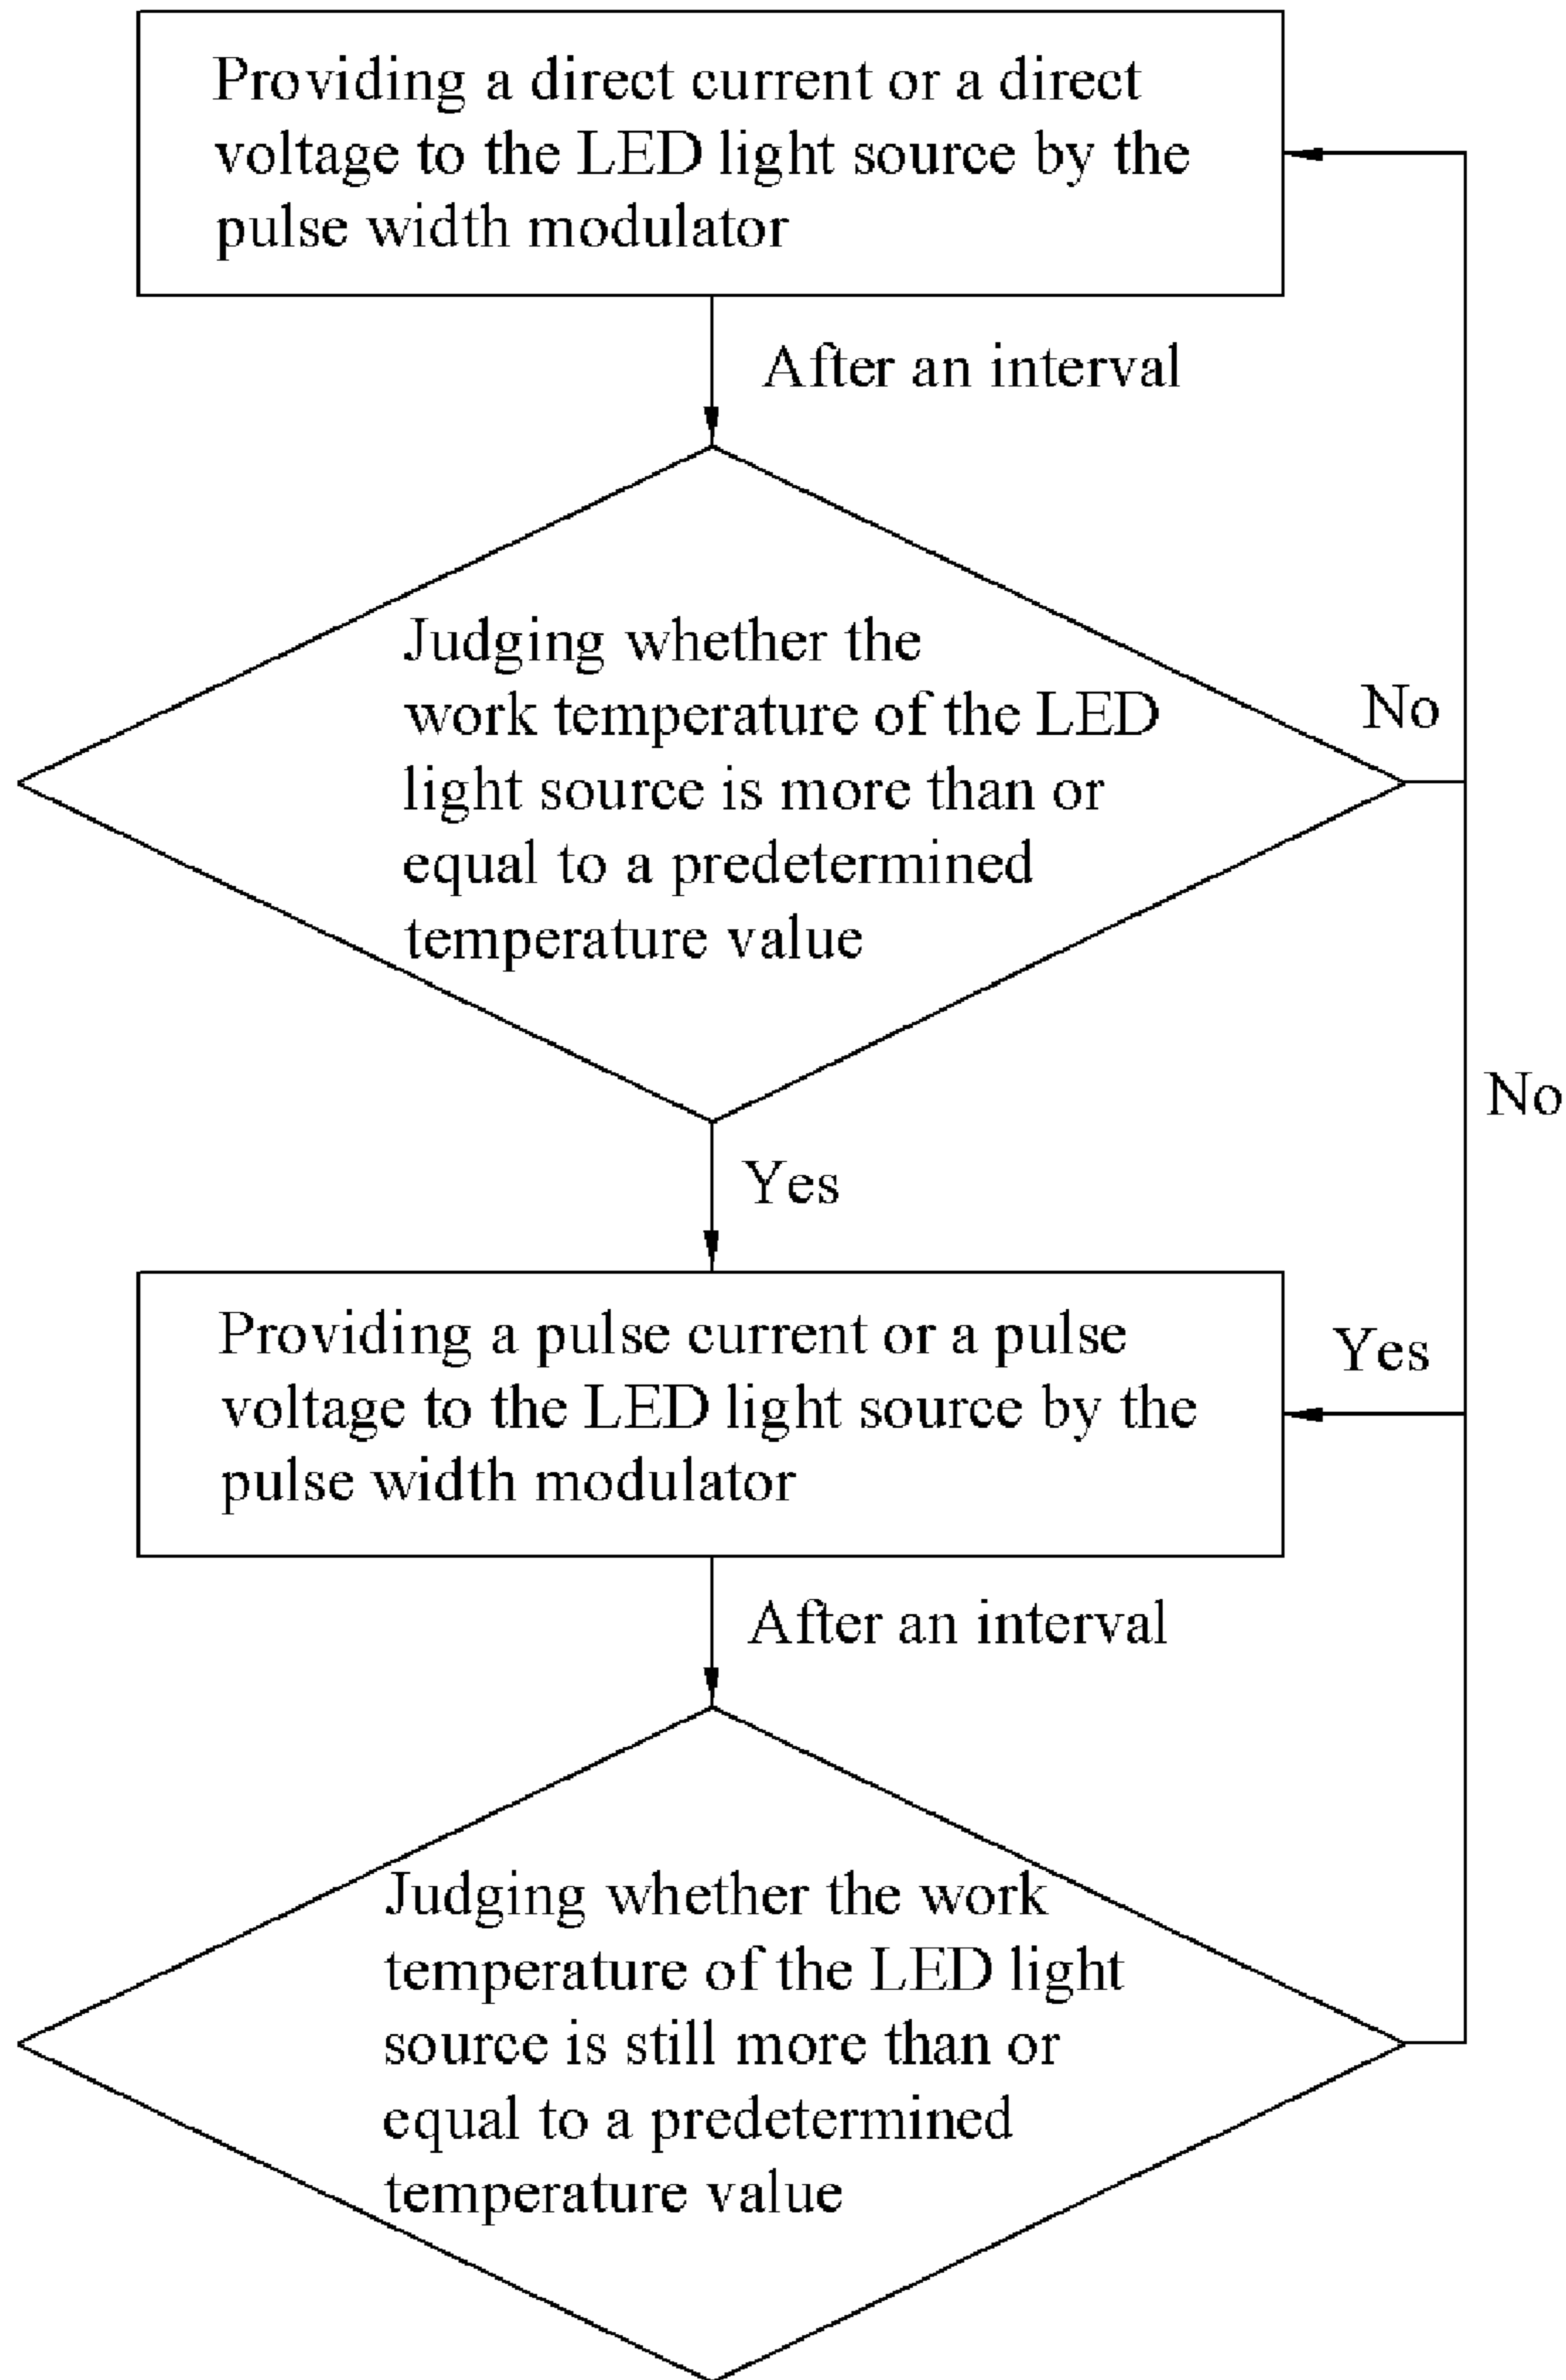 Providing a direct current or a direct
voltage to the LED light source by the
pulse width modulator
After an interval
Judging whether the
work temperature of the LED
light source is more than or
equal to a predetermined
temperature value
No
No
Yes
Providing a pulse current or a pulse
voltage to the LED light source by the
pulse width modulator
Yes
After an interval
Judging whether the work
temperature of the LED light
source is still more than or
equal to a predetermined
temperature value